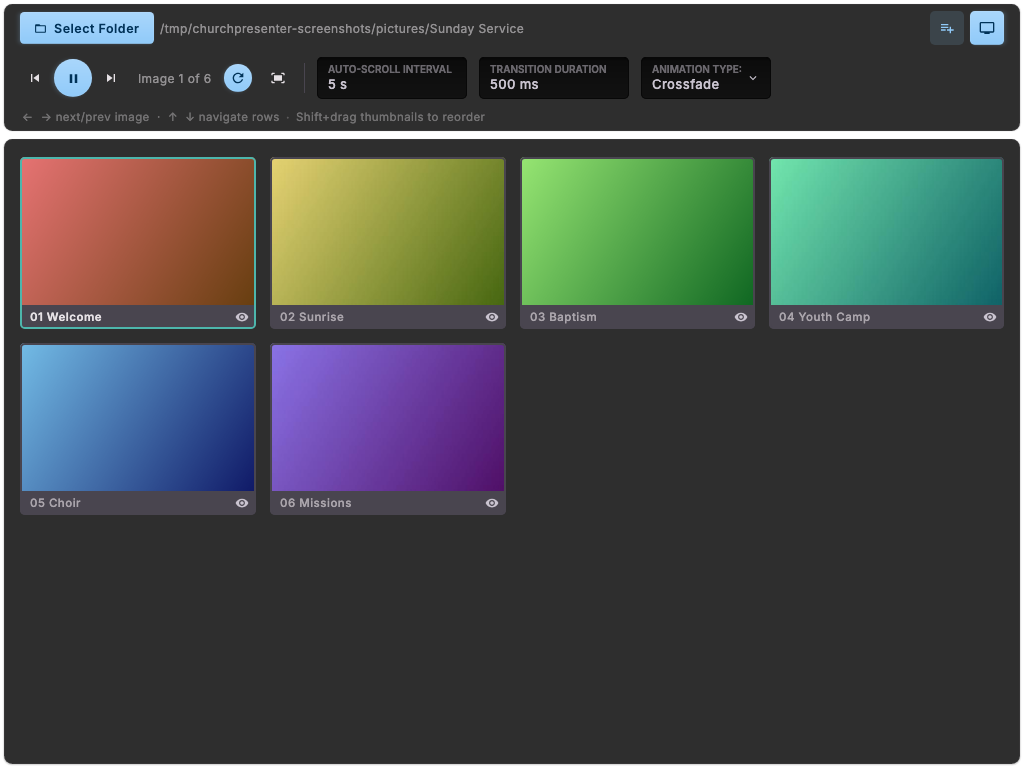 Select Folder
/tmp/churchpresenter-screenshots/pictures/Sunday Service
Image 1 of 6
AUTO-SCROLL INTERVAL
5 s
TRANSITION DURATION
500 ms
ANIMATION TYPE:
Crossfade
← → next/prev image · ↑ ↓ navigate rows · Shift+drag thumbnails to reorder
01 Welcome
02 Sunrise
03 Baptism
04 Youth Camp
05 Choir
06 Missions